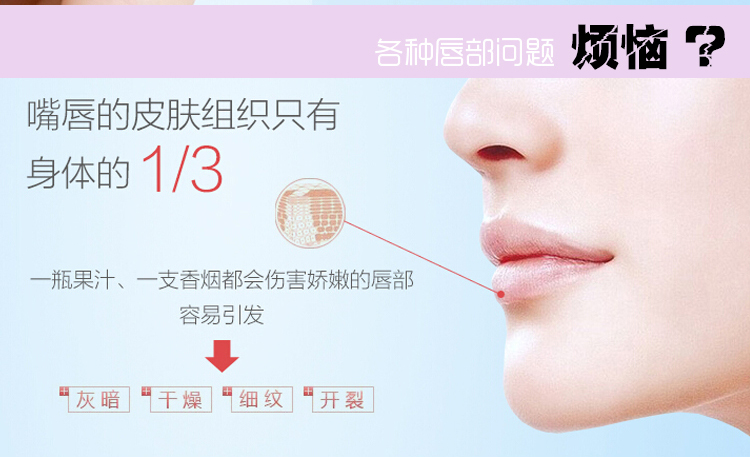 各种唇部问题 烦恼?
嘴唇的皮肤组织只有
身体的 1/3
一瓶果汁、一支香烟都会伤害娇嫩的唇部
容易引发
灰暗 干燥 细纹 开裂